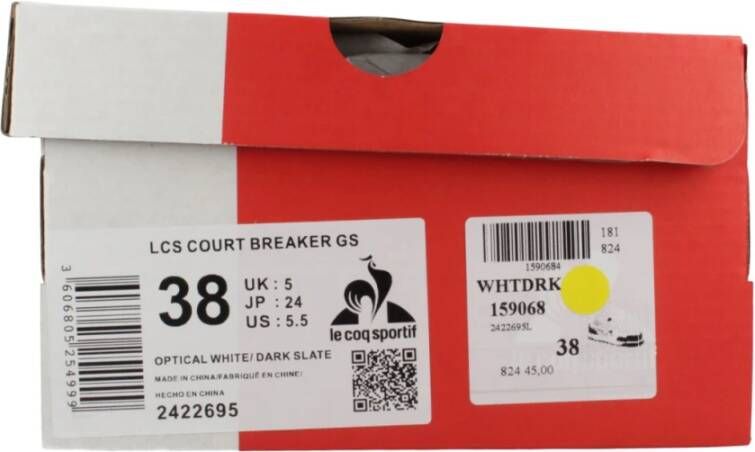 LCS COURT BREAKER GS
38
UK : 5
JP : 24
US : 5.5
le coq sportif
OPTICAL WHITE/ DARK SLATE
MADE IN CHINA/FABRIQUÉ EN CHINE/
HECHO EN CHINA
2422695
3606805254999
181
824
1590684
WHTDRK
159068
2422695L
38
824 45,00